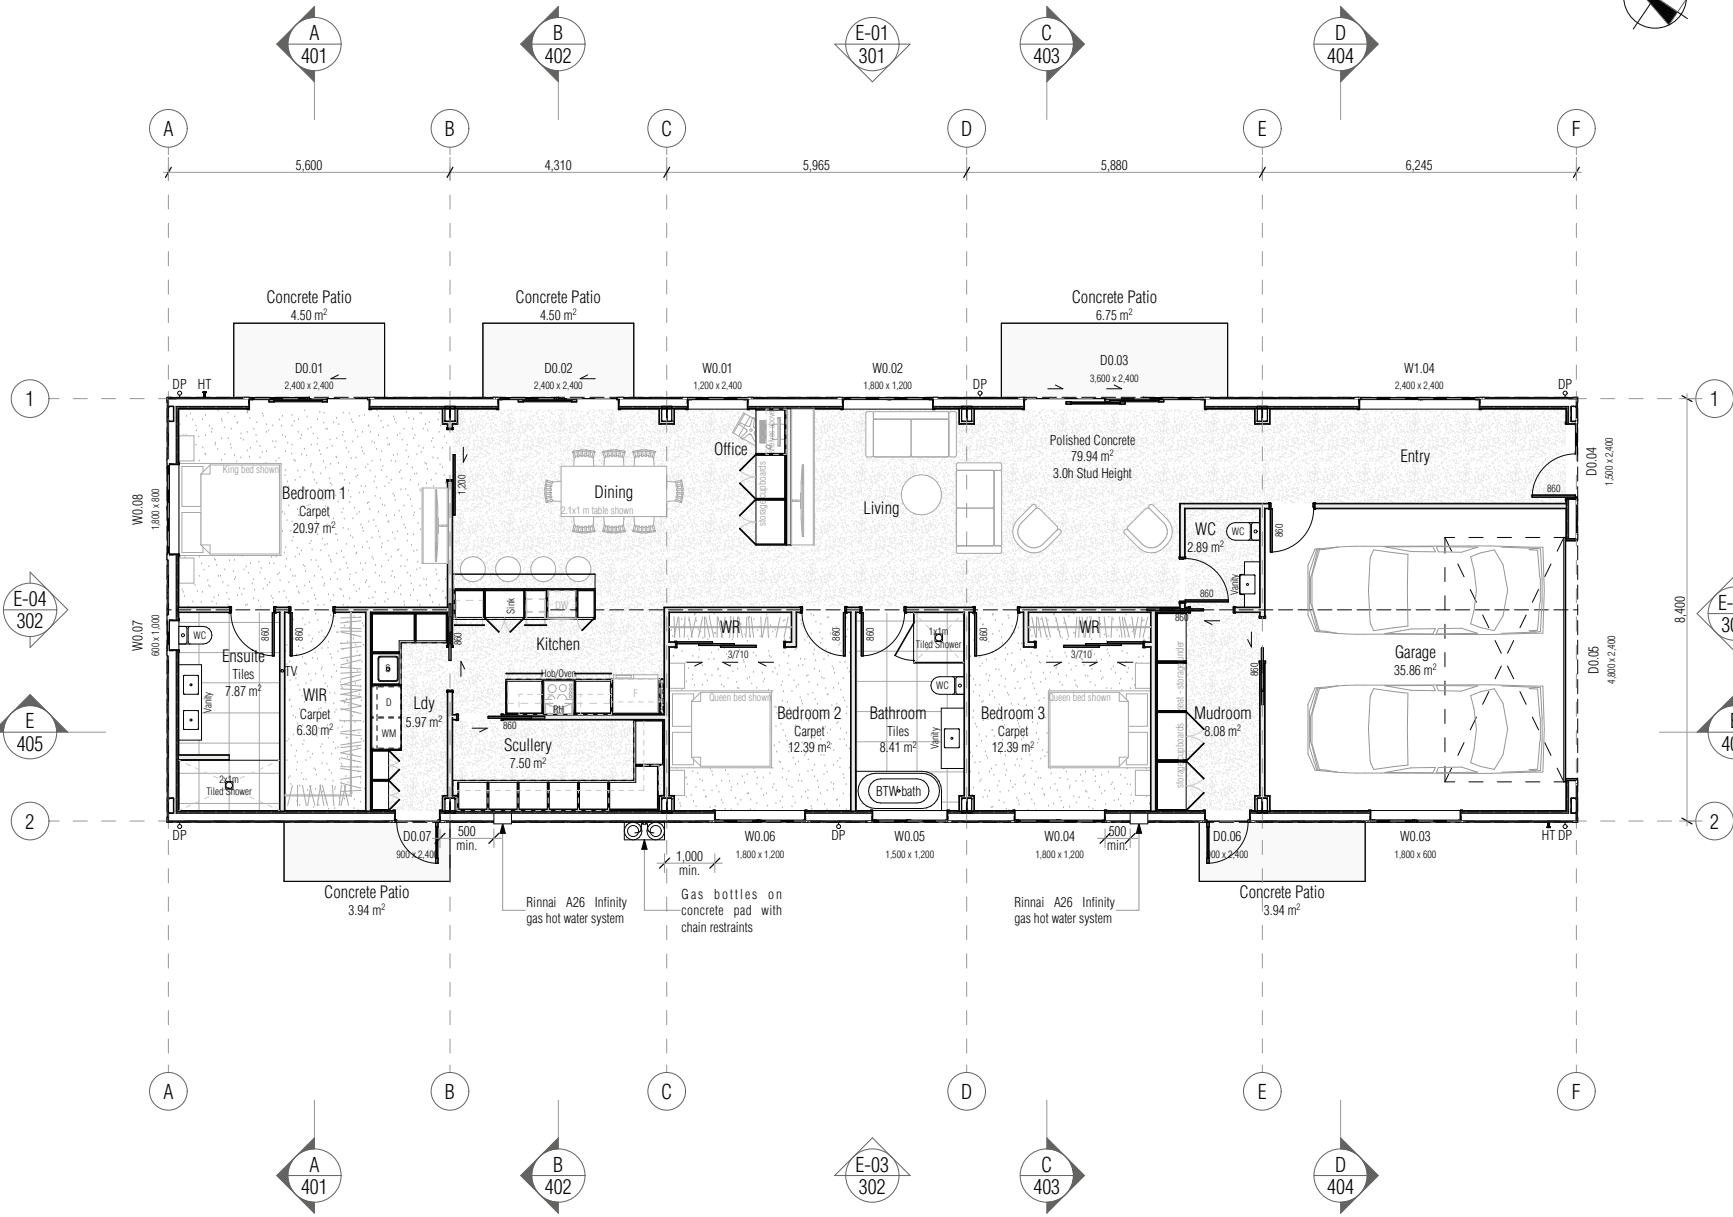 A
401
B
402
E-01
301
C
403
D
404
A
B
C
D
E
F
5,600
4,310
5,965
5,880
6,245
Concrete Patio
4.50 m²
Concrete Patio
4.50 m²
Concrete Patio
6.75 m²
D0.01
2,400 x 2,400
D0.02
2,400 x 2,400
W0.01
1,200 x 2,400
W0.02
1,800 x 1,200
D0.03
3,600 x 2,400
W1.04
2,400 x 2,400
DP
HT
DP
DP
1
1
King bed shown
Bedroom 1
Carpet
20.97 m²
W0.08
1,800 x 800
1,200
Dining
2.1x1 m table shown
Office
storage cupboards
Living
Polished Concrete
79.94 m²
3.0h Stud Height
Entry
860
D0.04
1,500 x 2,400
WC
2.89 m²
WC
Vanity
860
860
8,400
E-04
302
W0.07
600 x 1,000
WC
860
860
Ensuite
Tiles
7.87 m²
Vanity
TV
WIR
Carpet
6.30 m²
2x1m
Tiled Shower
S
D
WM
Ldy
5.97 m²
860
Sink
DW
Kitchen
Hob/Oven
RH
F
860
Scullery
7.50 m²
WR
3/710
860
Queen bed shown
Bedroom 2
Carpet
12.39 m²
860
1x1m
Tiled Shower
WC
Bathroom
Tiles
8.41 m²
Vanity
BTW bath
860
WR
3/710
Queen bed shown
Bedroom 3
Carpet
12.39 m²
860
860
Mudroom
8.08 m²
Garage
35.86 m²
D0.05
4,800 x 2,400
E
405
2
2
DP
D0.07
900 x 2,400
500
min.
1,000
min.
W0.06
1,800 x 1,200
DP
W0.05
1,500 x 1,200
W0.04
1,800 x 1,200
500
min.
D0.06
900 x 2,400
W0.03
1,800 x 600
HT DP
Concrete Patio
3.94 m²
Rinnai A26 Infinity
gas hot water system
Gas bottles on
concrete pad with
chain restraints
Rinnai A26 Infinity
gas hot water system
Concrete Patio
3.94 m²
A
B
C
D
E
F
A
401
B
402
E-03
302
C
403
D
404